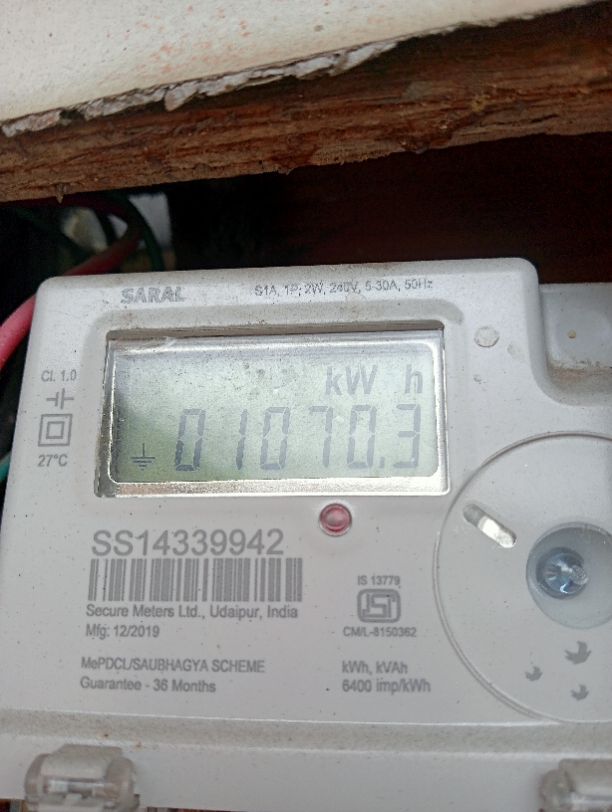 SARAL
S1A, 1P, 2W, 240V, 5-30A, 50Hz
Cl. 1.0
27°C
kW h
01070.3
SS14339942
Secure Meters Ltd., Udaipur, India
Mfg: 12/2019
IS 13779
CM/L-8150362
MePDCL/SAUBHAGYA SCHEME
Guarantee - 36 Months
kWh, kVAh
6400 imp/kWh